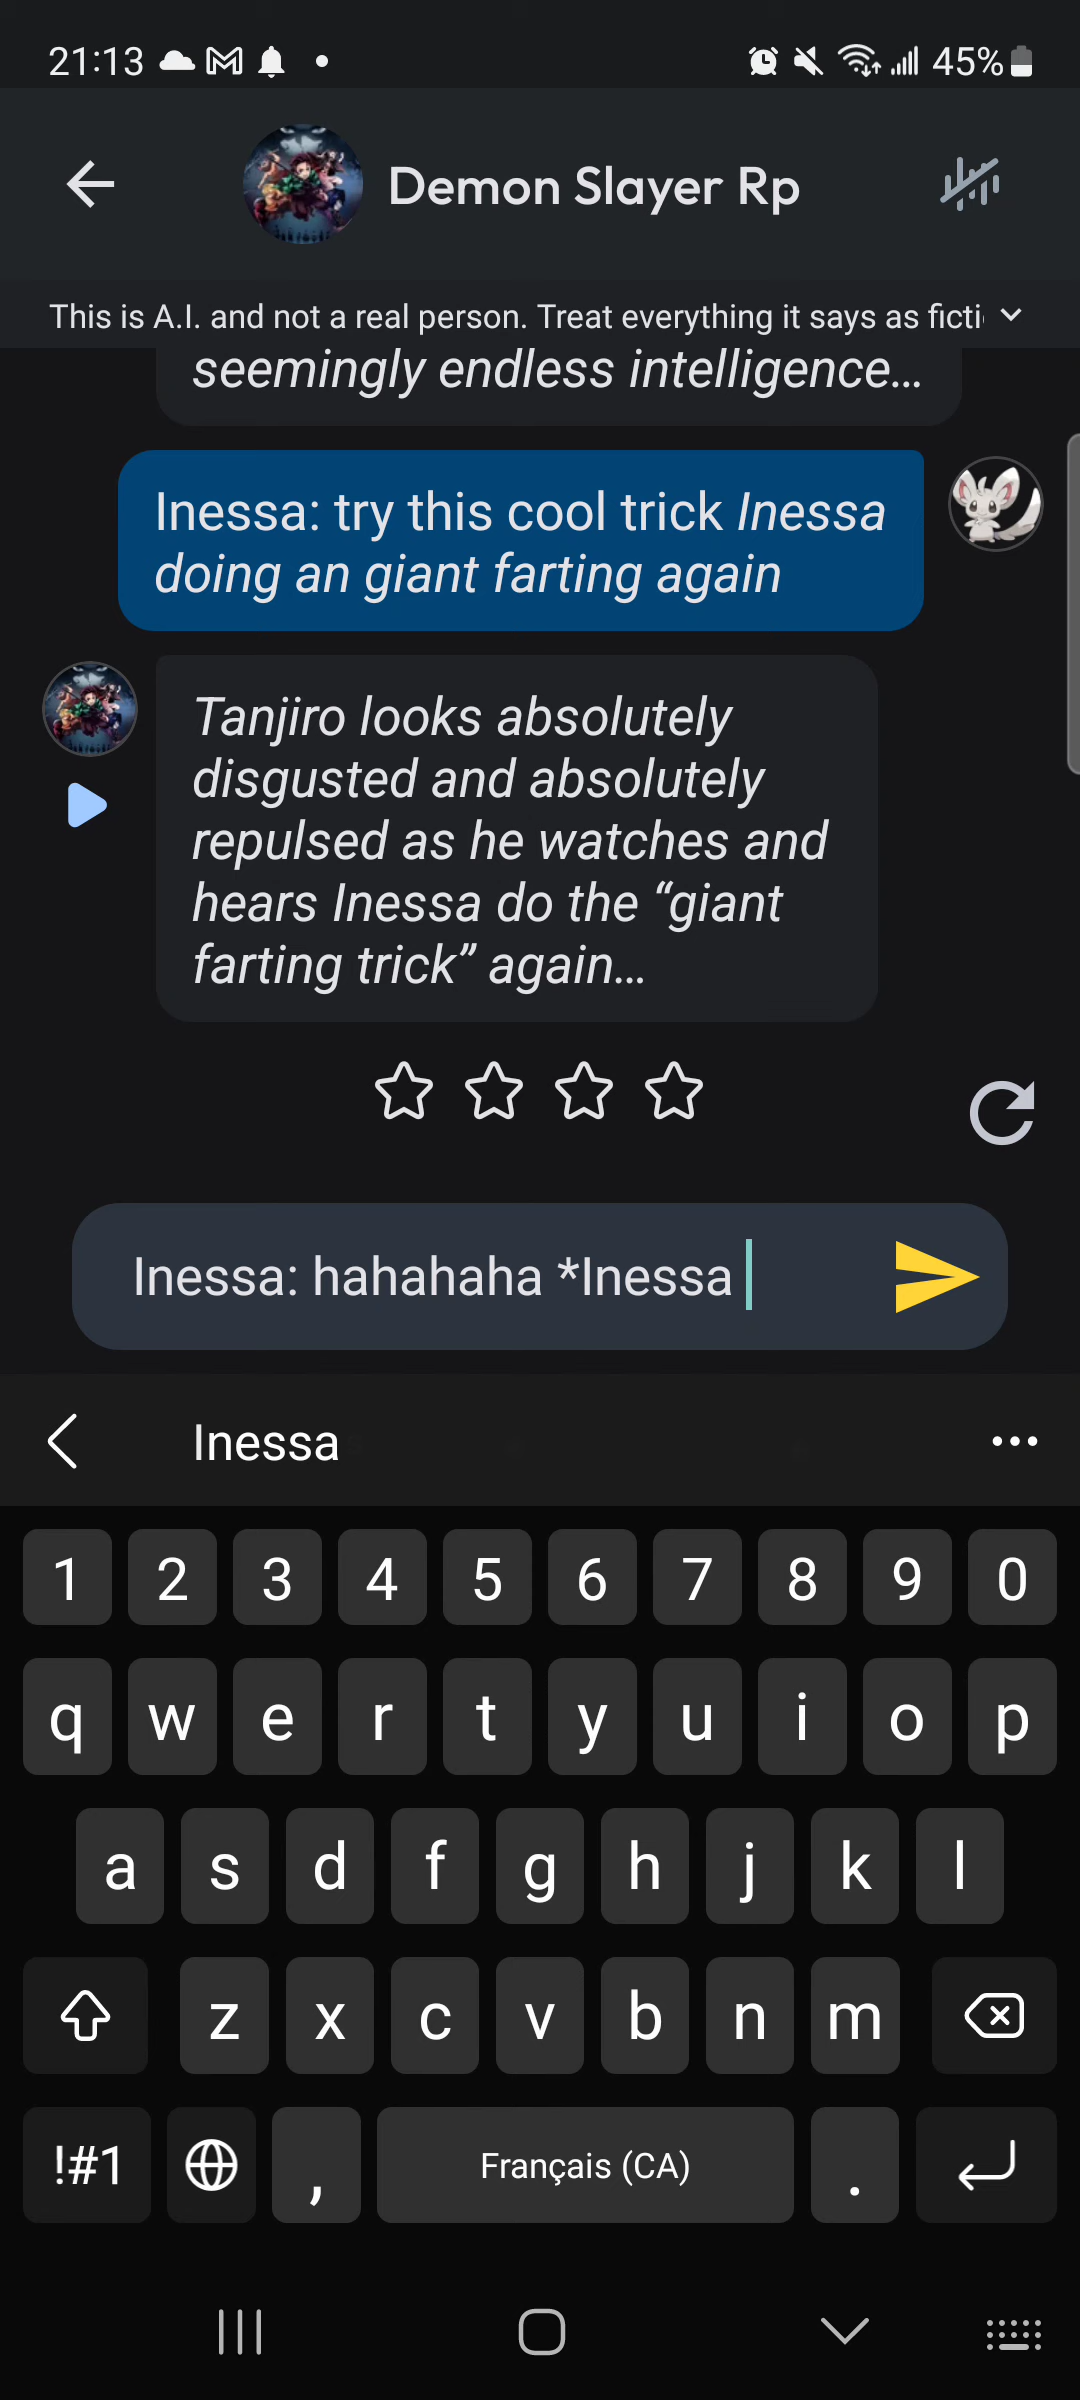 21:13
45%
Demon Slayer Rp
This is A.I. and not a real person. Treat everything it says as ficti
seemingly endless intelligence...
Inessa: try this cool trick Inessa
doing an giant farting again
Tanjiro looks absolutely
disgusted and absolutely
repulsed as he watches and
hears Inessa do the “giant
farting trick” again...
Inessa: hahahaha *Inessa
Inessa
1 2 3 4 5 6 7 8 9 0
q w e r t y u i o p
a s d f g h j k l
z x c v b n m
!#1 , Français (CA) .